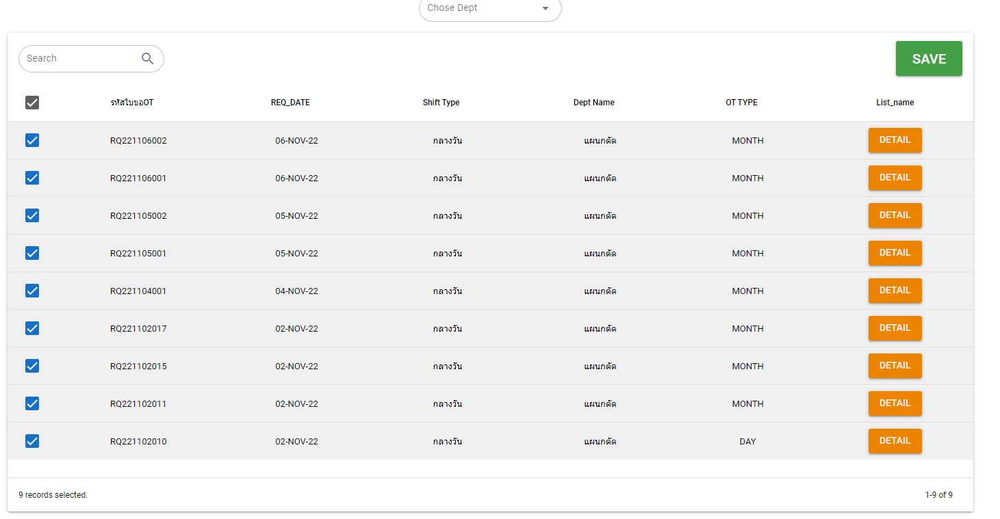 Chose Dept
Search
SAVE
รหัสใบขอOT REQ_DATE Shift Type Dept Name OT TYPE List_name
RQ221106002 06-NOV-22 กลางวัน แผนกตัด MONTH DETAIL
RQ221106001 06-NOV-22 กลางวัน แผนกตัด MONTH DETAIL
RQ221105002 05-NOV-22 กลางวัน แผนกตัด MONTH DETAIL
RQ221105001 05-NOV-22 กลางวัน แผนกตัด MONTH DETAIL
RQ221104001 04-NOV-22 กลางวัน แผนกตัด MONTH DETAIL
RQ221102017 02-NOV-22 กลางวัน แผนกตัด MONTH DETAIL
RQ221102015 02-NOV-22 กลางวัน แผนกตัด MONTH DETAIL
RQ221102011 02-NOV-22 กลางวัน แผนกตัด MONTH DETAIL
RQ221102010 02-NOV-22 กลางวัน แผนกตัด DAY DETAIL
9 records selected. 1-9 of 9